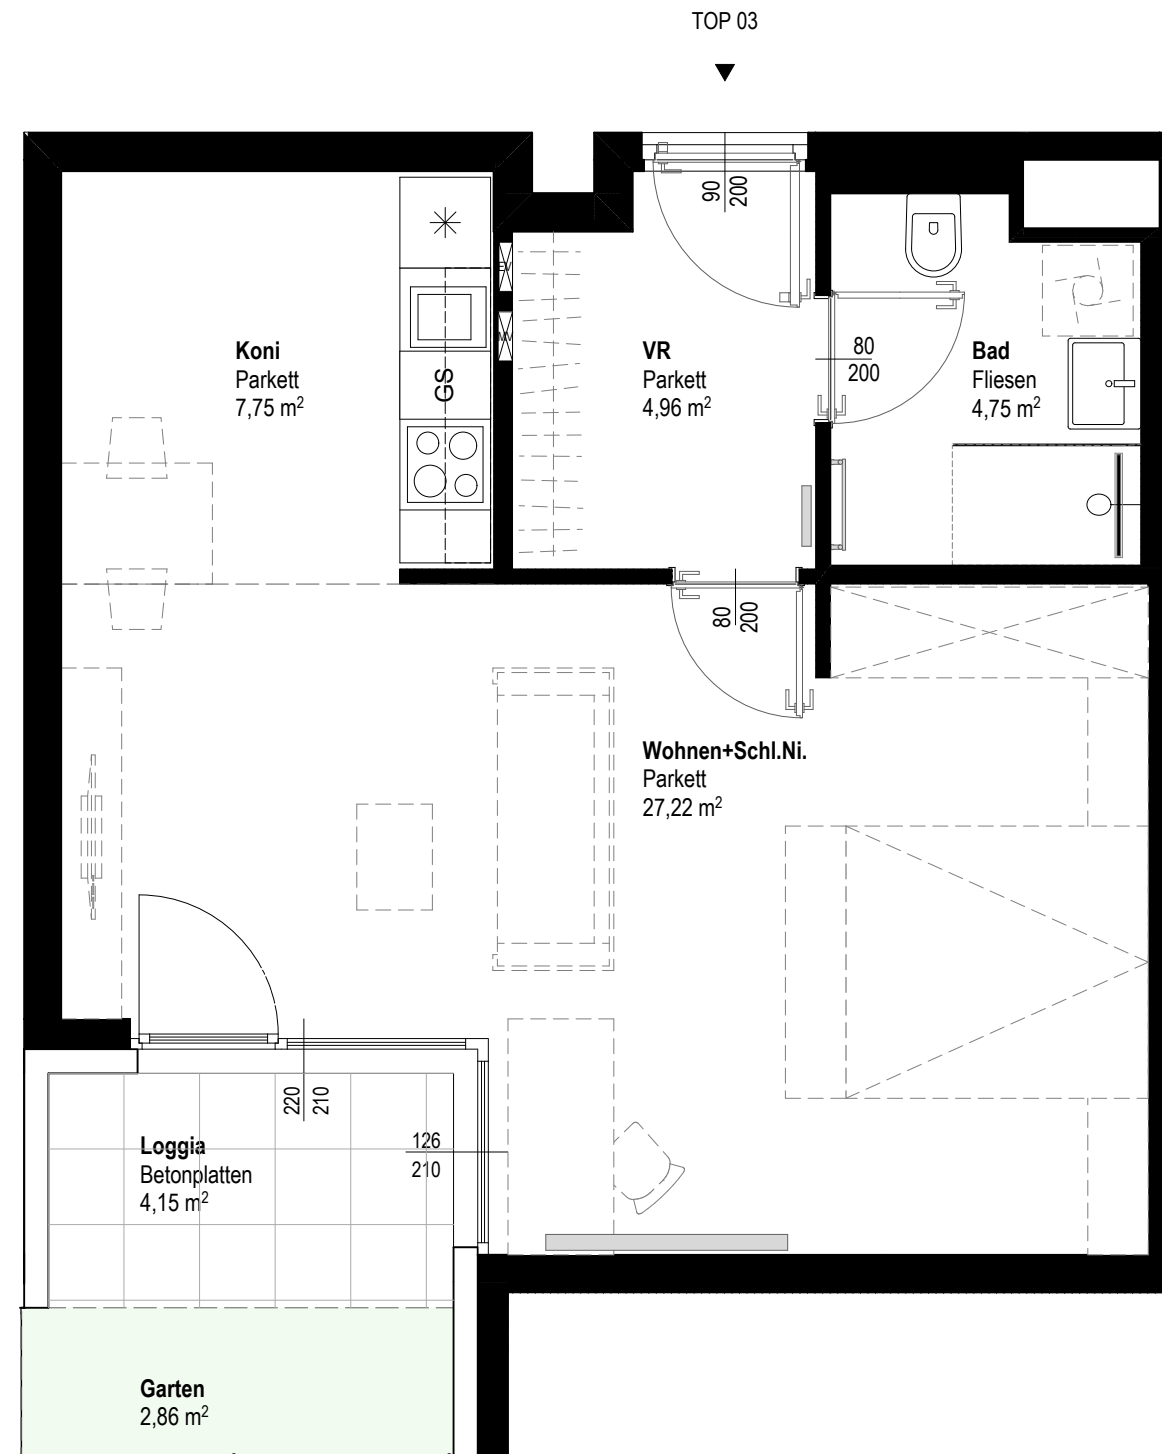 TOP 03
90
200
Koni
Parkett
7,75 m²
GS
VR
Parkett
4,96 m²
80
200
Bad
Fliesen
4,75 m²
80
200
Wohnen+Schl.Ni.
Parkett
27,22 m²
220
210
126
210
Loggia
Betonplatten
4,15 m²
Garten
2,86 m²